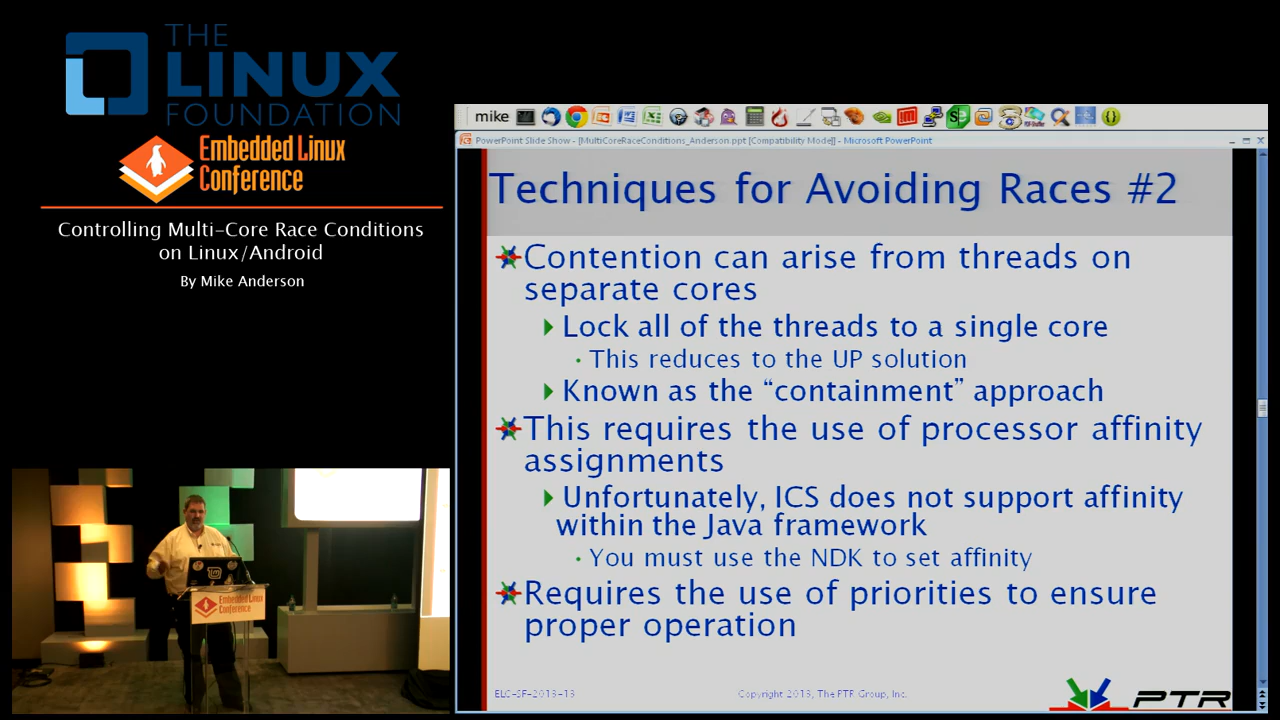 THE
LINUX
FOUNDATION
Embedded Linux
Conference
Controlling Multi-Core Race Conditions
on Linux/Android
By Mike Anderson
mike
PowerPoint Slide Show - [MultiCoreRaceConditions_Anderson.ppt [Compatibility Mode]] - Microsoft PowerPoint
Techniques for Avoiding Races #2
Contention can arise from threads on
separate cores
Lock all of the threads to a single core
· This reduces to the UP solution
Known as the “containment” approach
This requires the use of processor affinity
assignments
Unfortunately, ICS does not support affinity
within the Java framework
· You must use the NDK to set affinity
Requires the use of priorities to ensure
proper operation
ELC-SF-2013-13
Copyright 2013, The PTR Group, Inc.
PTR
Embedded Linux
Conference